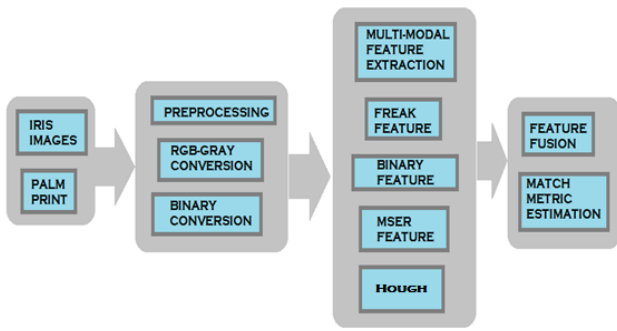 IRIS
IMAGES
PALM
PRINT
PREPROCESSING
RGB-GRAY
CONVERSION
BINARY
CONVERSION
MULTI-MODAL
FEATURE
EXTRACTION
FREAK
FEATURE
BINARY
FEATURE
MSER
FEATURE
HOUGH
FEATURE
FUSION
MATCH
METRIC
ESTIMATION